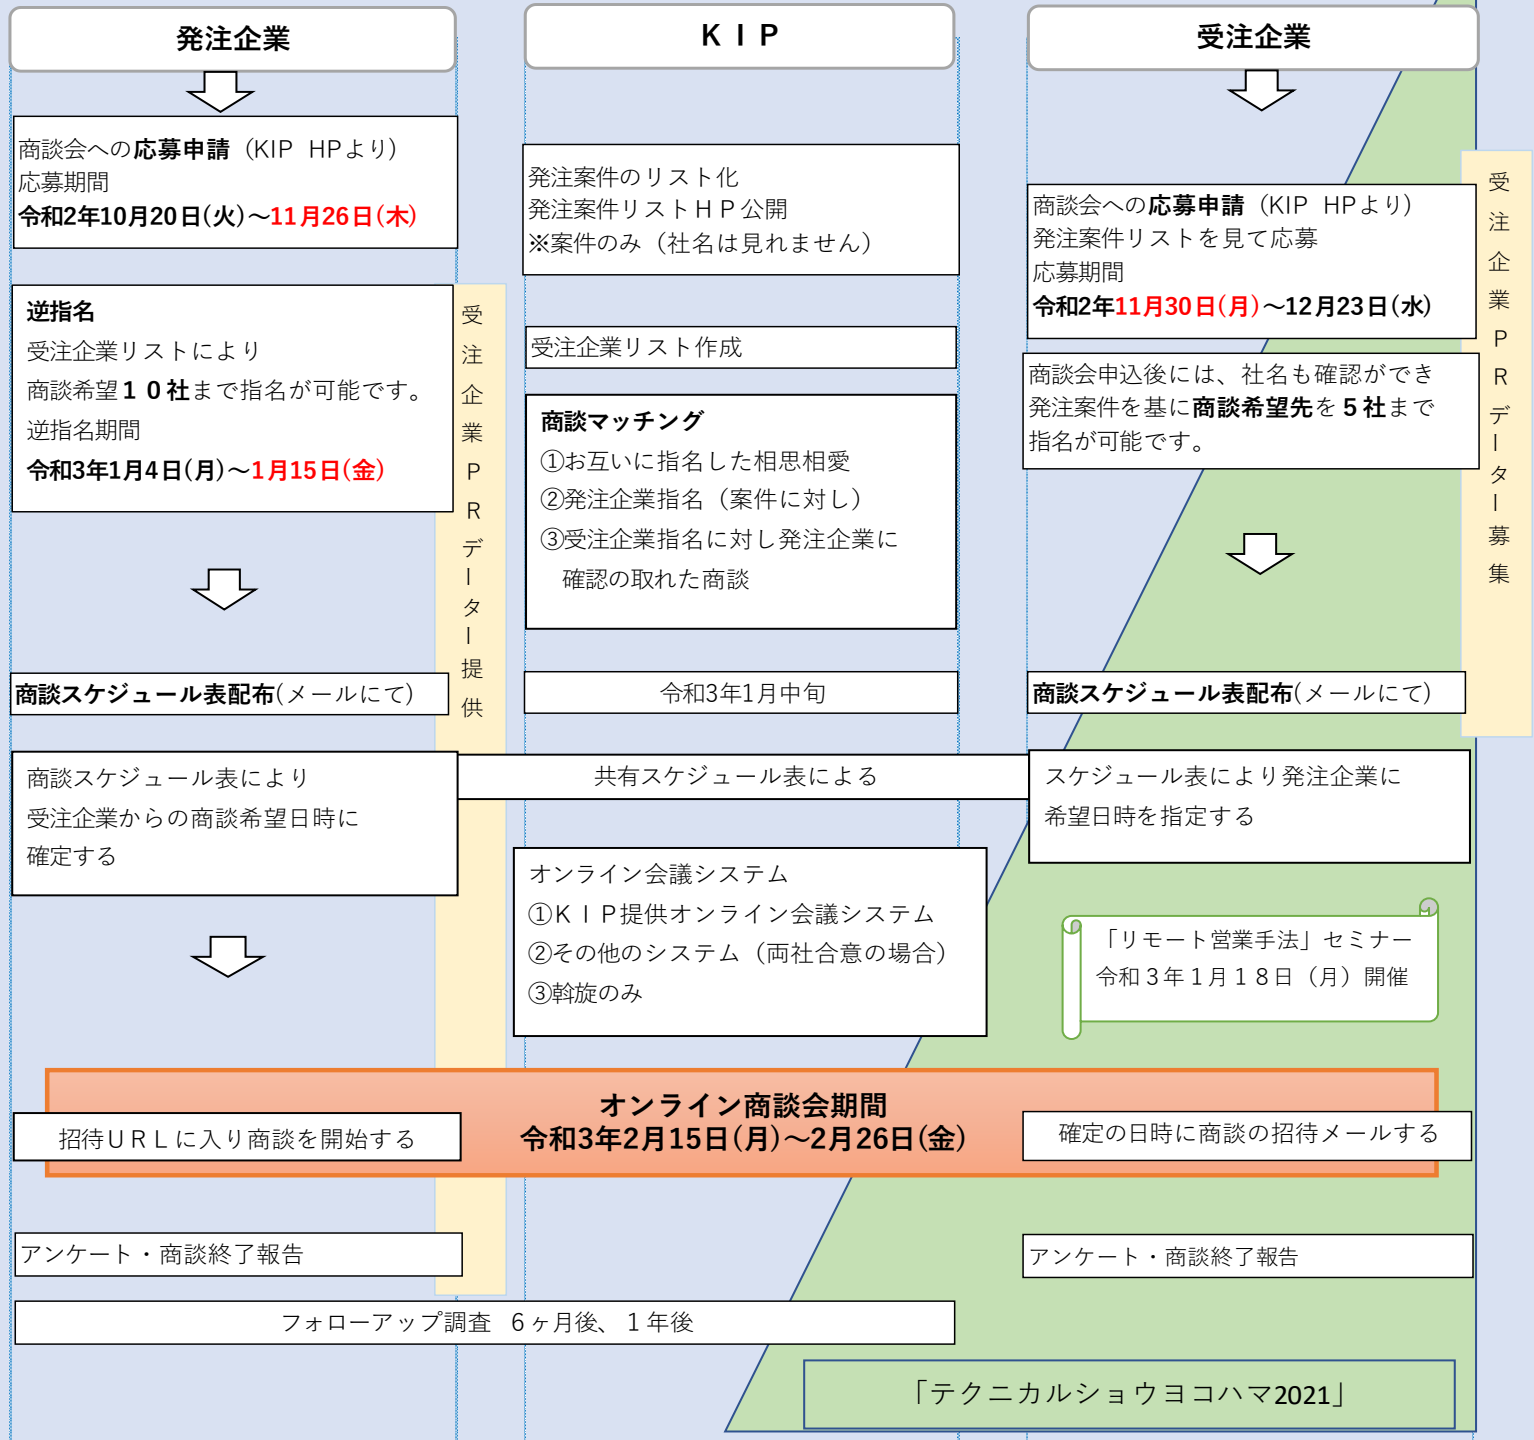 発注企業
商談会への応募申請（KIP HPより）
応募期間
令和2年10月20日(火)～11月26日(木)
逆指名
受注企業リストにより
商談希望１０社まで指名が可能です。
逆指名期間
令和3年1月4日(月)～1月15日(金)
受注企業ＰＲデーター提供
商談スケジュール表配布(メールにて)
商談スケジュール表により
受注企業からの商談希望日時に
確定する
ＫＩＰ
発注案件のリスト化
発注案件リストＨＰ公開
※案件のみ（社名は見れません）
受注企業リスト作成
商談マッチング
①お互いに指名した相思相愛
②発注企業指名（案件に対し）
③受注企業指名に対し発注企業に
確認の取れた商談
令和3年1月中旬
共有スケジュール表による
オンライン会議システム
①ＫＩＰ提供オンライン会議システム
②その他のシステム（両社合意の場合）
③斡旋のみ
受注企業
商談会への応募申請（KIP HPより）
発注案件リストを見て応募
応募期間
令和2年11月30日(月)～12月23日(水)
商談会申込後には、社名も確認ができ
発注案件を基に商談希望先を５社まで
指名が可能です。
受注企業ＰＲデーター募集
商談スケジュール表配布(メールにて)
スケジュール表により発注企業に
希望日時を指定する
「リモート営業手法」セミナー
令和３年１月１８日（月）開催
オンライン商談会期間
令和3年2月15日(月)～2月26日(金)
招待ＵＲＬに入り商談を開始する
確定の日時に商談の招待メールする
アンケート・商談終了報告
アンケート・商談終了報告
フォローアップ調査 ６ヶ月後、１年後
「テクニカルショウヨコハマ2021」